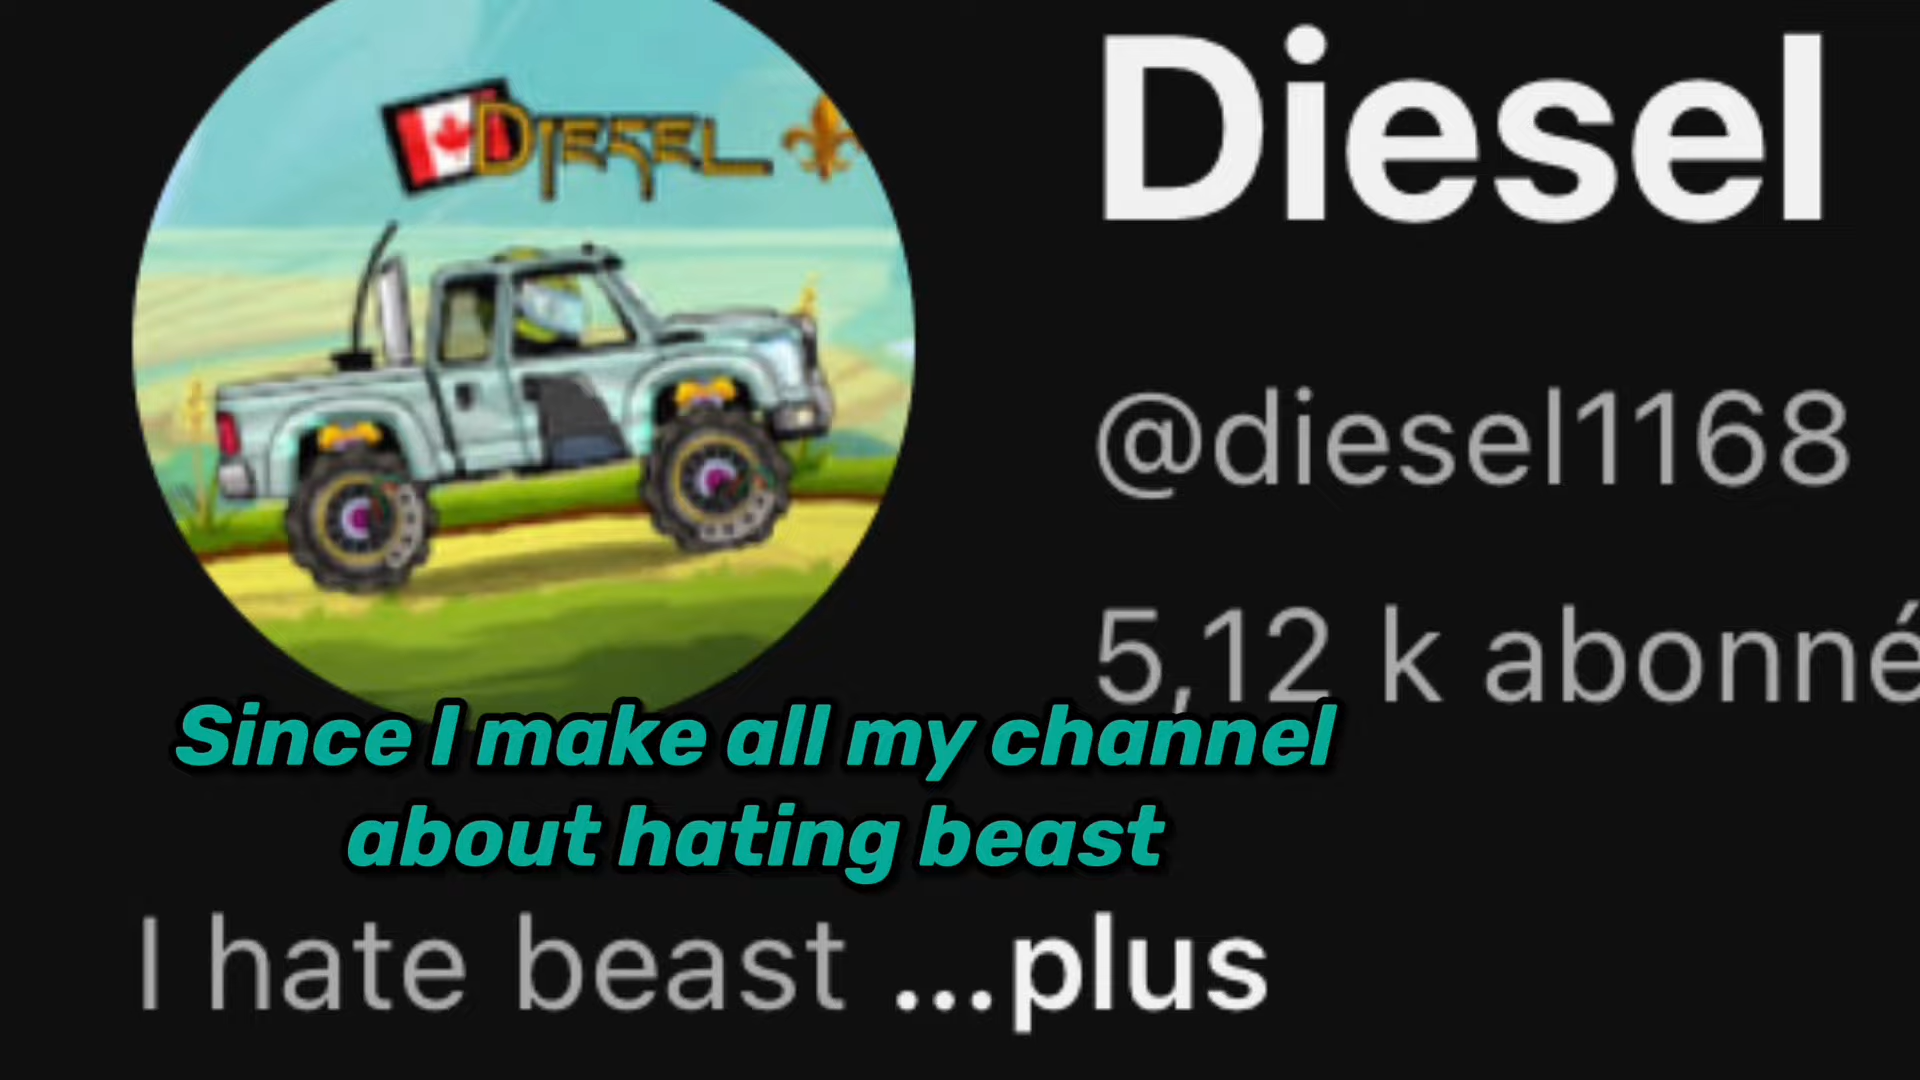 Diesel
Diesel
@diesel1168
5,12 k abonné
Since I make all my channel
about hating beast
I hate beast ...plus